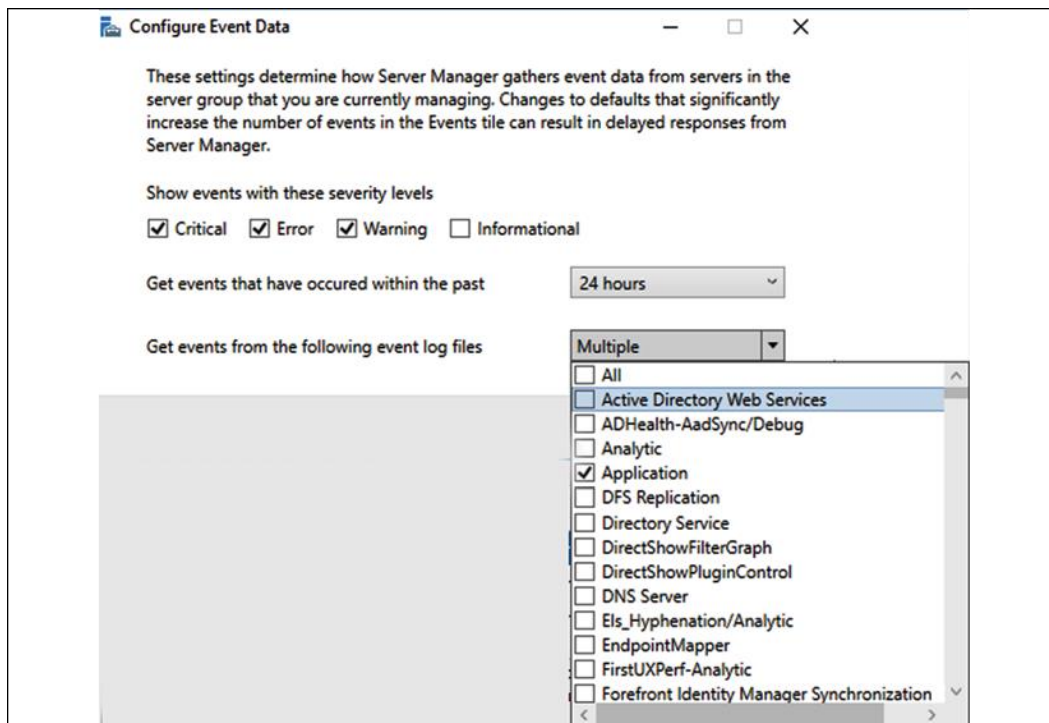 Configure Event Data
These settings determine how Server Manager gathers event data from servers in the
server group that you are currently managing. Changes to defaults that significantly
increase the number of events in the Events tile can result in delayed responses from
Server Manager.
Show events with these severity levels
Critical Error Warning Informational
Get events that have occured within the past 24 hours
Get events from the following event log files Multiple
All
Active Directory Web Services
ADHealth-AadSync/Debug
Analytic
Application
DFS Replication
Directory Service
DirectShowFilterGraph
DirectShowPluginControl
DNS Server
Els_Hyphenation/Analytic
EndpointMapper
FirstUXPerf-Analytic
Forefront Identity Manager Synchronization